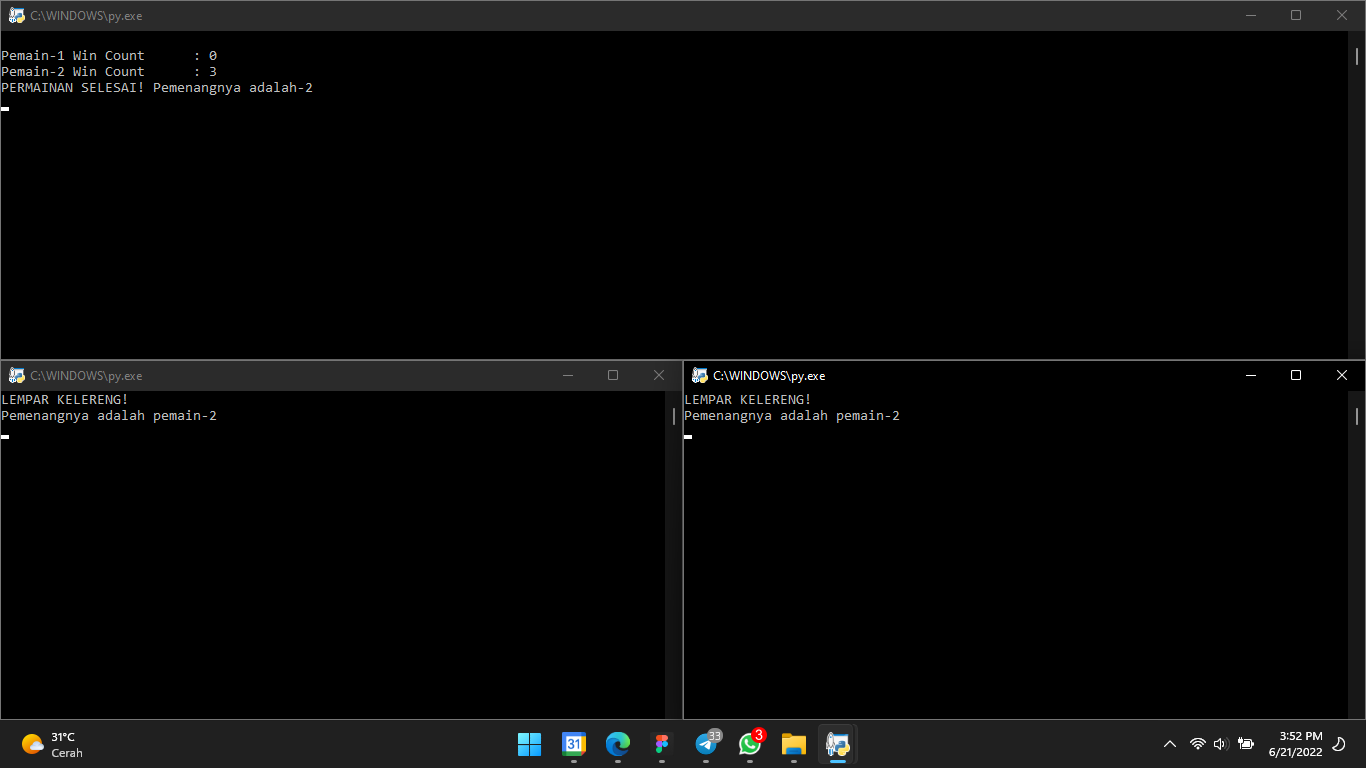 C:\WINDOWS\py.exe
Pemain-1 Win Count      : 0
Pemain-2 Win Count      : 3
PERMAINAN SELESAI! Pemenangnya adalah-2
C:\WINDOWS\py.exe
LEMPAR KELERENG!
Pemenangnya adalah pemain-2
C:\WINDOWS\py.exe
LEMPAR KELERENG!
Pemenangnya adalah pemain-2
31°C
Cerah
31
33
3
3:52 PM
6/21/2022